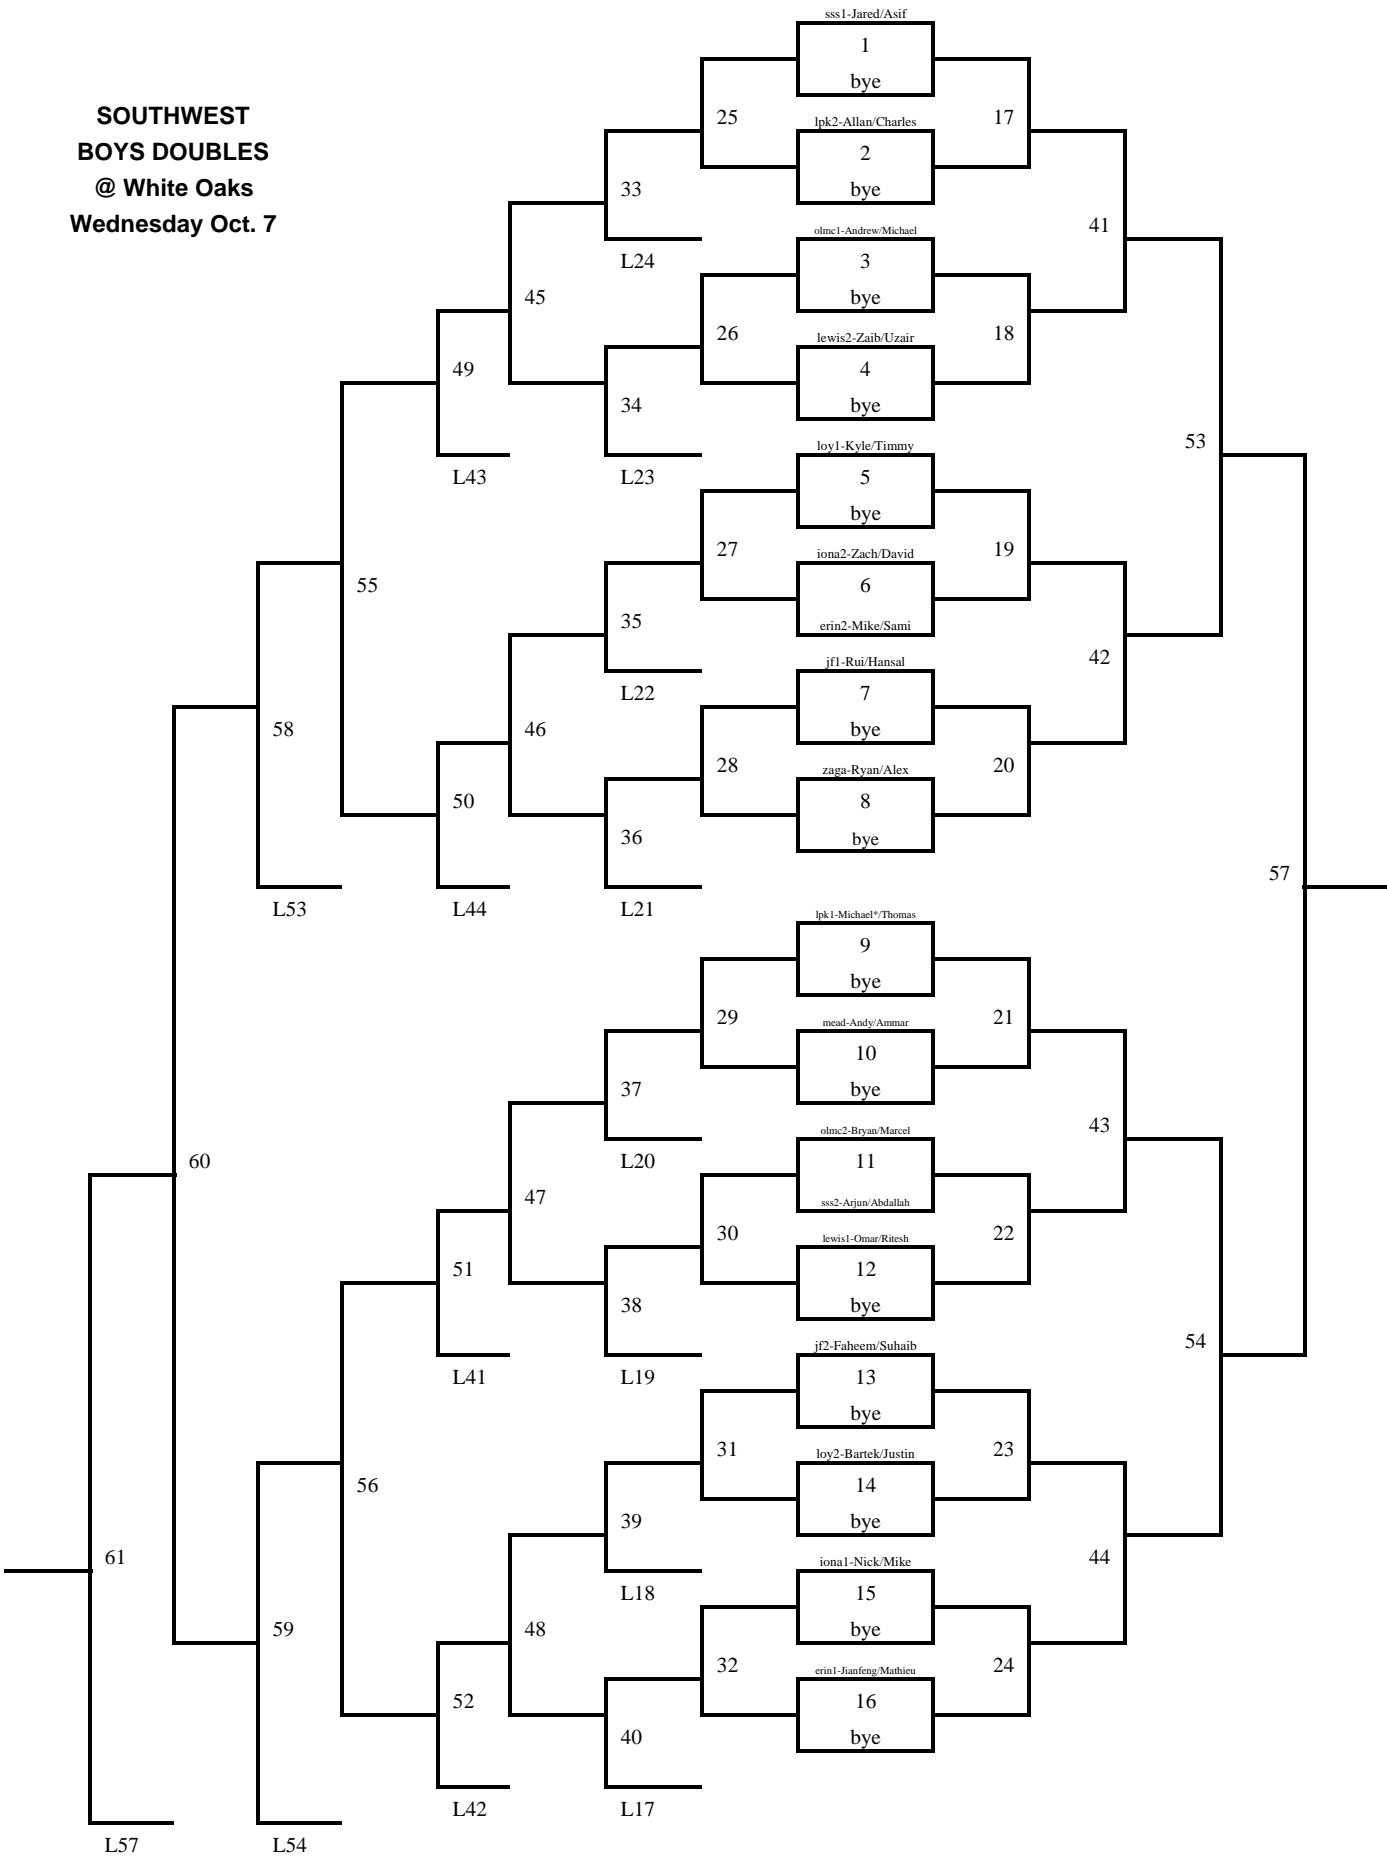 sss1-Jared/Asif
1
bye
SOUTHWEST
BOYS DOUBLES
@ White Oaks
Wednesday Oct. 7
25
17
lpk2-Allan/Charles
2
bye
33
41
olmc1-Andrew/Michael
L24
3
bye
45
26
18
lewis2-Zaib/Uzair
49
4
bye
34
53
loy1-Kyle/Timmy
L43
L23
5
bye
27
19
iona2-Zach/David
55
6
35
erin2-Mike/Sami
42
jf1-Rui/Hansal
L22
7
58
46
bye
28
20
zaga-Ryan/Alex
50
8
36
bye
57
L53
L44
L21
lpk1-Michael*/Thomas
9
bye
29
21
mead-Andy/Ammar
10
37
bye
43
olmc2-Bryan/Marcel
60
L20
11
47
sss2-Arjun/Abdallah
30
22
lewis1-Omar/Ritesh
51
12
38
bye
54
jf2-Faheem/Suhaib
L41
L19
13
bye
31
23
loy2-Bartek/Justin
56
14
39
bye
61
44
iona1-Nick/Mike
L18
15
59
48
bye
32
24
erin1-Jianfeng/Mathieu
52
16
40
bye
L42
L17
L57
L54